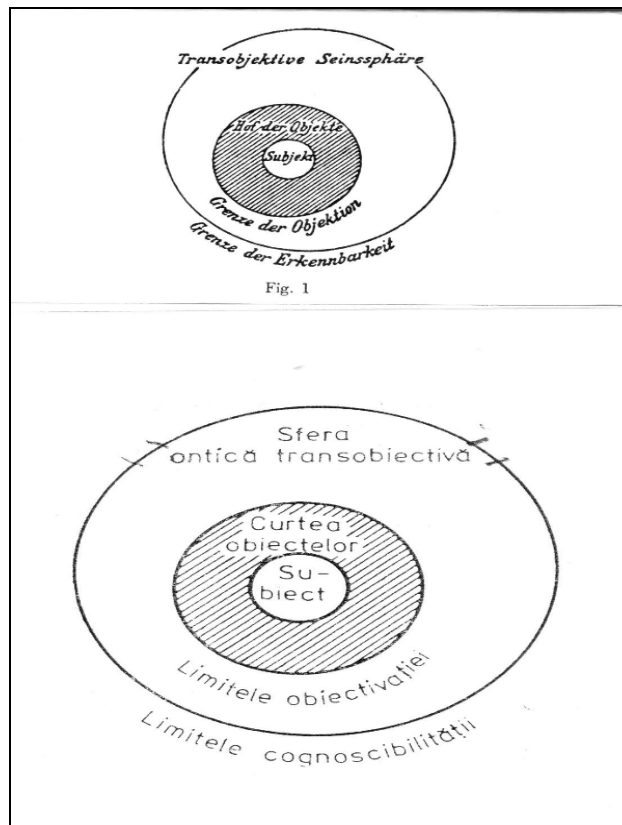 Transobjektive Seinssphäre
Hof der Objekte
Subjekt
Grenze der Objektion
Grenze der Erkennbarkeit
Fig. 1
Sfera
ontică transobiectivă
Curtea
obiectelor
Su-
biect
Limitele obiectivației
Limitele cognoscibilității